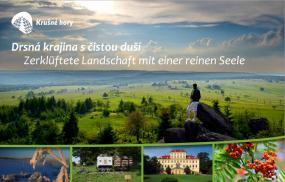 Krušné hory
Drsná krajina s čistou duší
Zerklüftete Landschaft mit einer reinen Seele